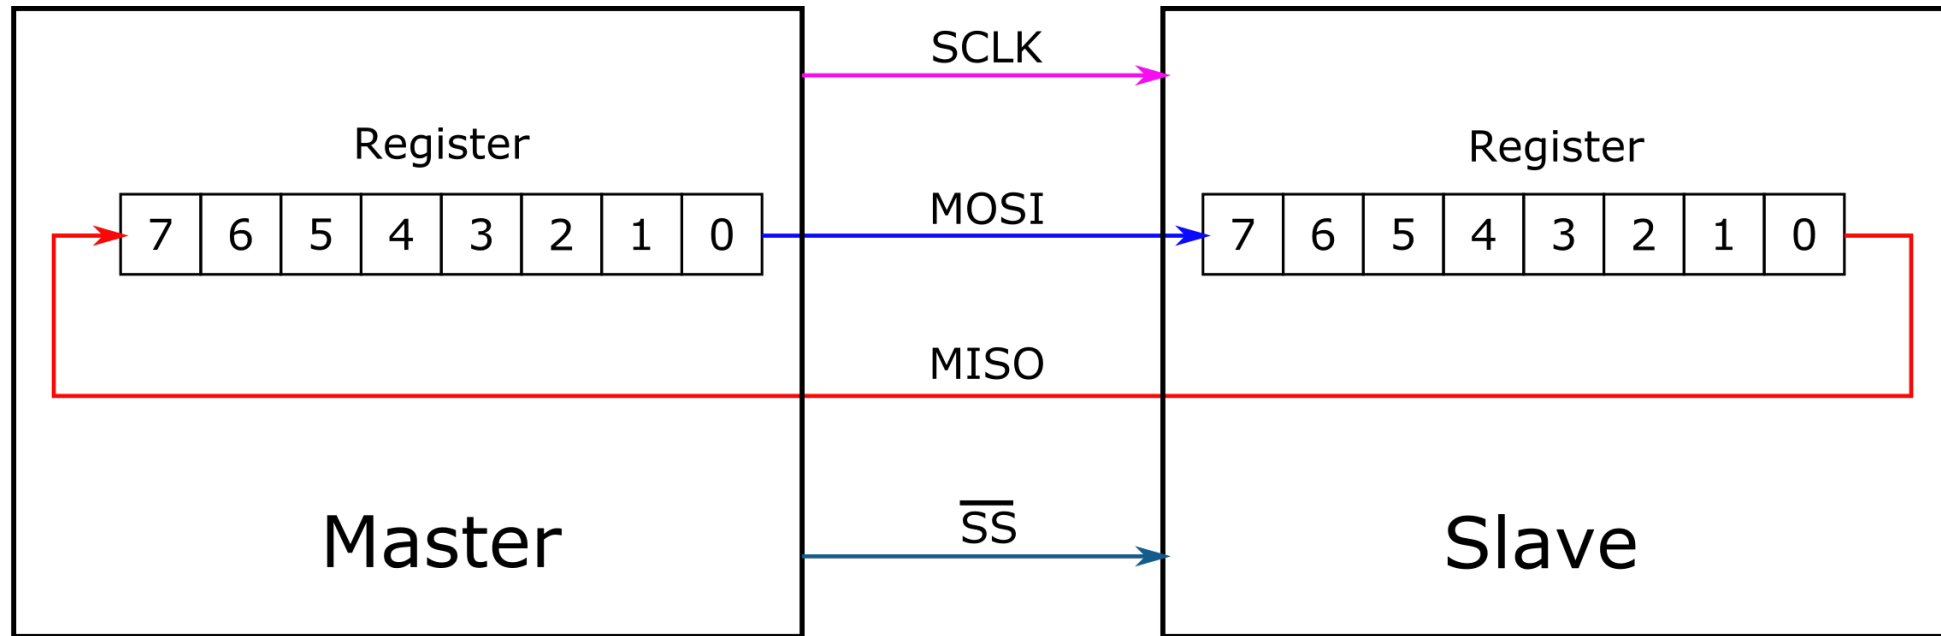 SCLK
Register
Register
7 6 5 4 3 2 1 0
MOSI
7 6 5 4 3 2 1 0
MISO
SS
Master
Slave